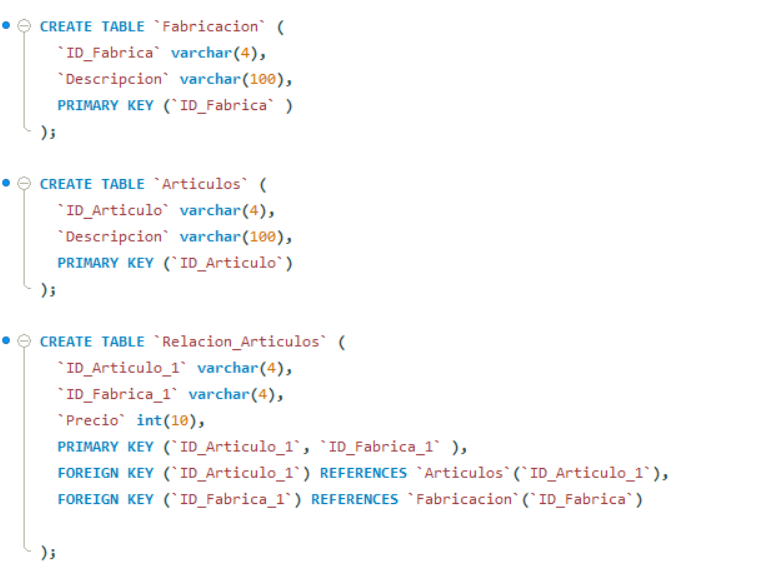 CREATE TABLE `Fabricacion` (
`ID_Fabrica` varchar(4),
`Descripcion` varchar(100),
PRIMARY KEY (`ID_Fabrica` )
);
CREATE TABLE `Articulos` (
`ID_Articulo` varchar(4),
`Descripcion` varchar(100),
PRIMARY KEY (`ID_Articulo`)
);
CREATE TABLE `Relacion_Articulos` (
`ID_Articulo_1` varchar(4),
`ID_Fabrica_1` varchar(4),
`Precio` int(10),
PRIMARY KEY (`ID_Articulo_1`, `ID_Fabrica_1` ),
FOREIGN KEY (`ID_Articulo_1`) REFERENCES `Articulos`(`ID_Articulo_1`),
FOREIGN KEY (`ID_Fabrica_1`) REFERENCES `Fabricacion`(`ID_Fabrica`)
);